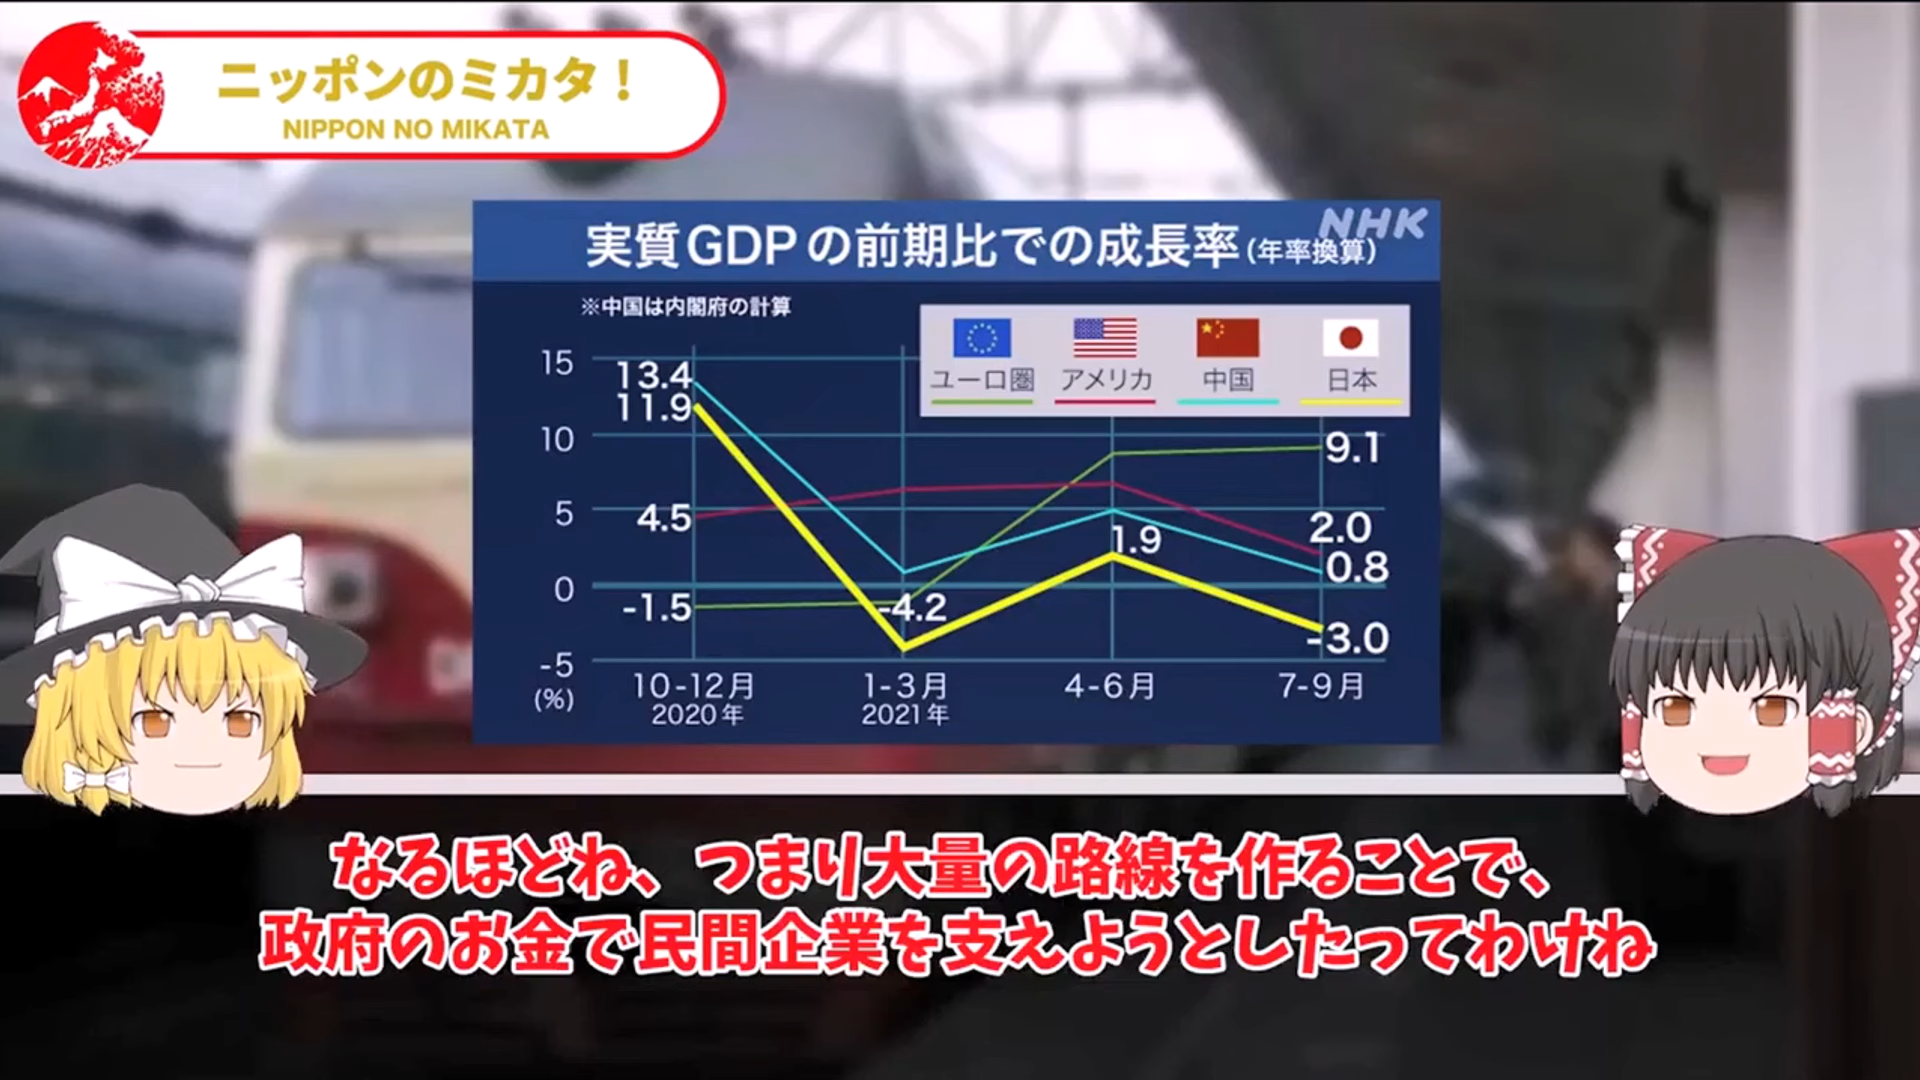 ニッポンのミカタ！
NIPPON NO MIKATA
NHK
実質GDPの前期比での成長率(年率換算)
※中国は内閣府の計算
ユーロ圏 アメリカ 中国 日本
15
10
5
0
-5
(%)
13.4
11.9
4.5
-1.5
-4.2
1.9
9.1
2.0
0.8
-3.0
10-12月 1-3月 4-6月 7-9月
2020年 2021年
なるほどね、つまり大量の路線を作ることで、
政府のお金で民間企業を支えようとしたってわけね